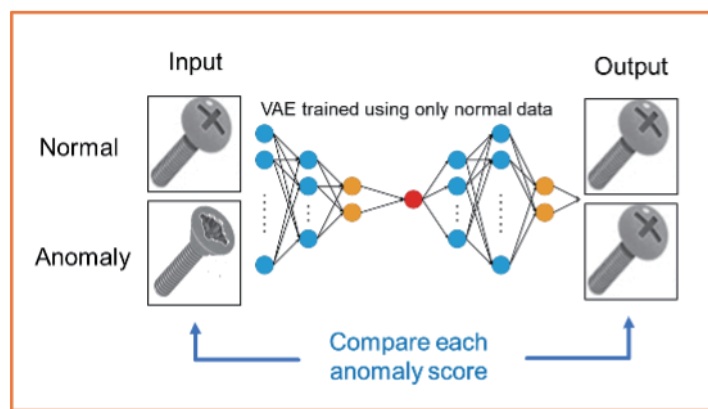 Input
Output
VAE trained using only normal data
Normal
Anomaly
Compare each
anomaly score